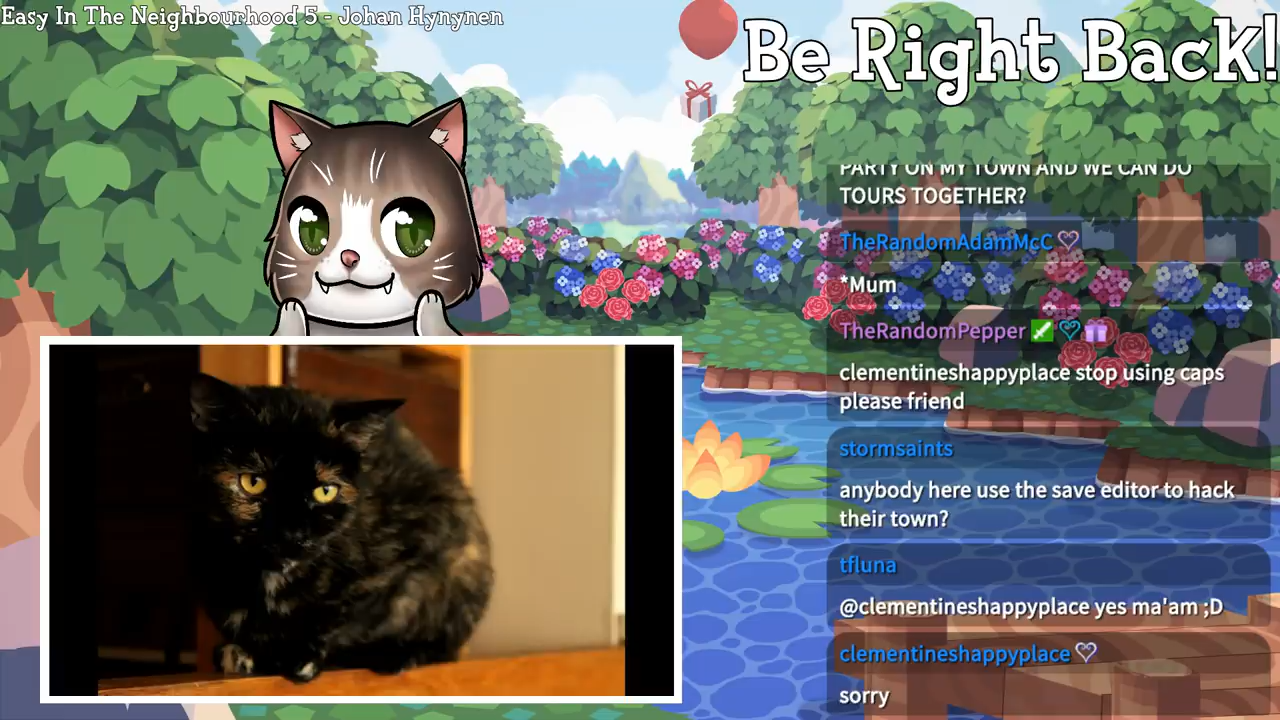 Easy In The Neighbourhood 5 - Johan Hynynen
Be Right Back!
PARTY ON MY TOWN AND WE CAN DO
TOURS TOGETHER?
TheRandomAdamMcC
*Mum
TheRandomPepper
clementineshappyplace stop using caps
please friend
stormsaints
anybody here use the save editor to hack
their town?
tfluna
@clementineshappyplace yes ma'am ;D
clementineshappyplace
sorry